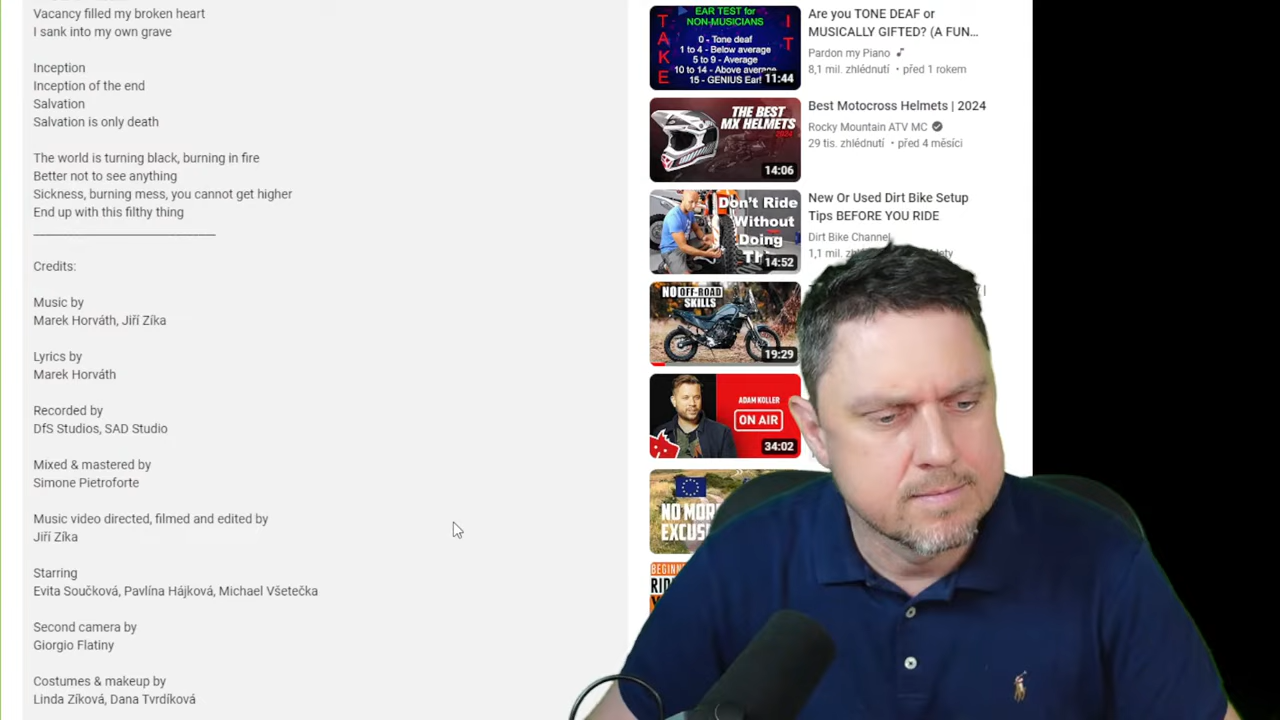 Vacancy filled my broken heart
I sank into my own grave
Inception
Inception of the end
Salvation
Salvation is only death
The world is turning black, burning in fire
Better not to see anything
Sickness, burning mess, you cannot get higher
End up with this filthy thing
Credits:
Music by
Marek Horváth, Jiří Zíka
Lyrics by
Marek Horváth
Recorded by
DTS Studios, SAD Studio
Mixed & mastered by
Simone Pietroforte
Music video directed, filmed and edited by
Jiří Zíka
Starring
Evita Součková, Pavlína Hájková, Michael Všetečka
Second camera by
Giorgio Flatiny
Costumes & makeup by
Linda Zíková, Dana Tvrdíková
TAKE
EAR TEST for
NON-MUSICIANS
0 - Tone deaf
1 to 4 - Below average
5 to 9 - Average
10 to 14 - Above average
15 - GENIUS Ear!
IT
11:44
Are you TONE DEAF or
MUSICALLY GIFTED? (A FUN...
Pardon my Piano
8,1 mil. zhlédnutí • před 1 rokem
THE BEST
MX HELMETS
2024
14:06
Best Motocross Helmets | 2024
Rocky Mountain ATV MC
29 tis. zhlédnutí • před 4 měsíci
Don't Ride
Without
Doing
14:52
New Or Used Dirt Bike Setup
Tips BEFORE YOU RIDE
Dirt Bike Channel
1,1 mil.
NO OFF-ROAD
SKILLS
19:29
ADAM KOLLER
ON AIR
34:02
NO MORE